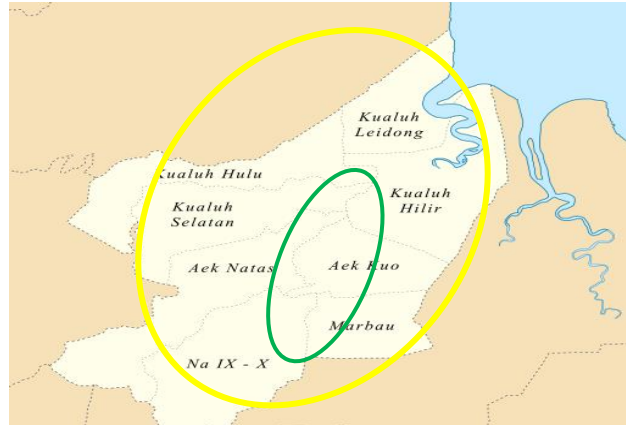 Kualuh
Leidong
Kualuh Hulu
Kualuh
Hilir
Kualuh
Selatan
Aek Natas
Aek Kuo
Marbau
Na IX - X